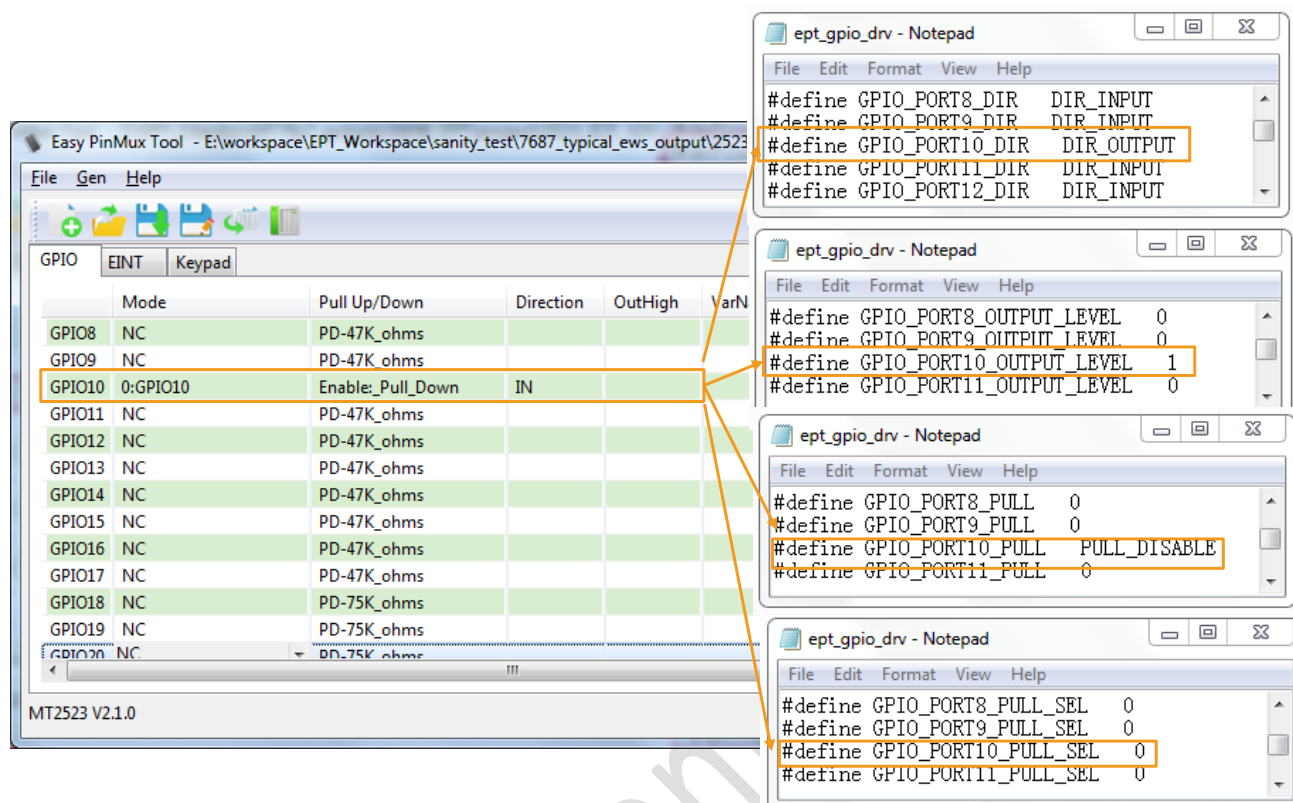 Easy PinMux Tool - E:\workspace\EPT_Workspace\sanity_test\7687_typical_ews_output\2523
File Gen Help
GPIO EINT Keypad
Mode Pull Up/Down Direction OutHigh VarN
GPIO8 NC PD-47K_ohms
GPIO9 NC PD-47K_ohms
GPIO10 0:GPIO10 Enable:_Pull_Down IN
GPIO11 NC PD-47K_ohms
GPIO12 NC PD-47K_ohms
GPIO13 NC PD-47K_ohms
GPIO14 NC PD-47K_ohms
GPIO15 NC PD-47K_ohms
GPIO16 NC PD-47K_ohms
GPIO17 NC PD-47K_ohms
GPIO18 NC PD-75K_ohms
GPIO19 NC PD-75K_ohms
GPIO20 NC PD-75K_ohms
MT2523 V2.1.0
ept_gpio_drv - Notepad
File Edit Format View Help
#define GPIO_PORT8_DIR DIR_INPUT
#define GPIO_PORT9_DIR DIR_INPUT
#define GPIO_PORT10_DIR DIR_OUTPUT
#define GPIO_PORT11_DIR DIR_INPUT
#define GPIO_PORT12_DIR DIR_INPUT
ept_gpio_drv - Notepad
File Edit Format View Help
#define GPIO_PORT8_OUTPUT_LEVEL 0
#define GPIO_PORT9_OUTPUT_LEVEL 0
#define GPIO_PORT10_OUTPUT_LEVEL 1
#define GPIO_PORT11_OUTPUT_LEVEL 0
ept_gpio_drv - Notepad
File Edit Format View Help
#define GPIO_PORT8_PULL 0
#define GPIO_PORT9_PULL 0
#define GPIO_PORT10_PULL PULL_DISABLE
#define GPIO_PORT11_PULL 0
ept_gpio_drv - Notepad
File Edit Format View Help
#define GPIO_PORT8_PULL_SEL 0
#define GPIO_PORT9_PULL_SEL 0
#define GPIO_PORT10_PULL_SEL 0
#define GPIO_PORT11_PULL_SEL 0